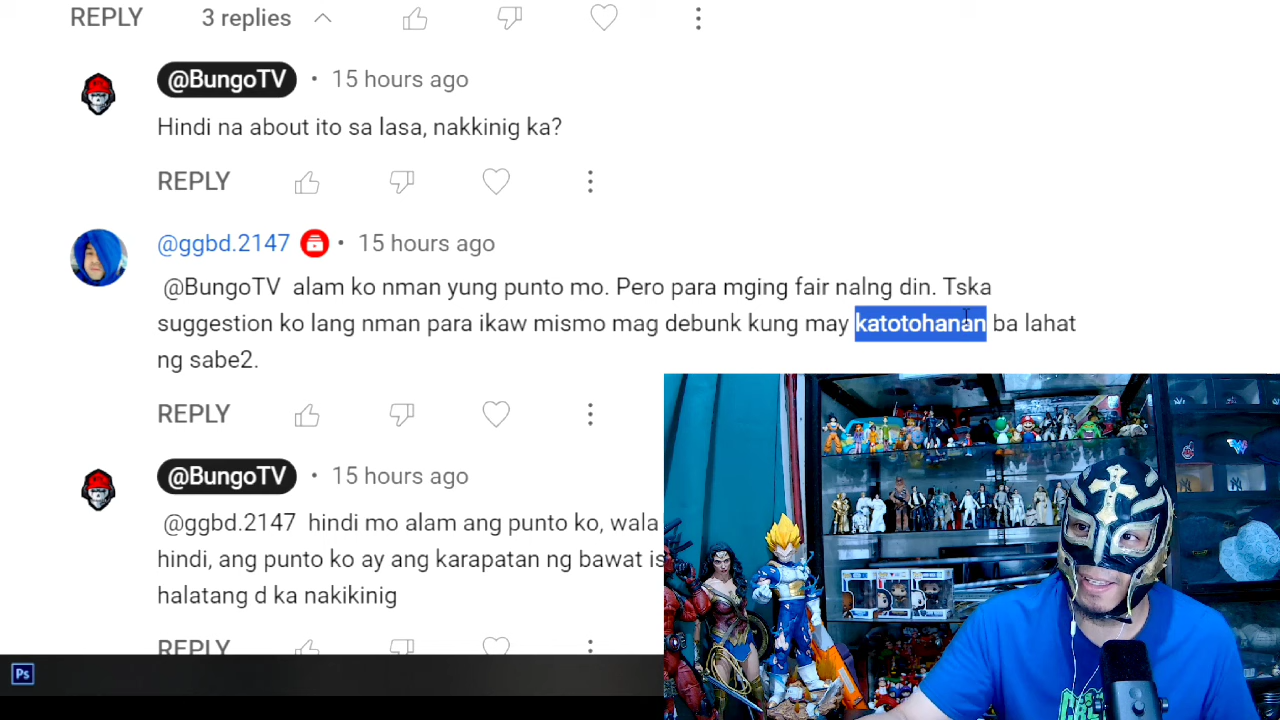 REPLY 3 replies
@BungoTV • 15 hours ago
Hindi na about ito sa lasa, nakkinig ka?
REPLY
@ggbd.2147 • 15 hours ago
@BungoTV alam ko nman yung punto mo. Pero para mging fair nalng din. Tska
suggestion ko lang nman para ikaw mismo mag debunk kung may katotohanan ba lahat
ng sabe2.
REPLY
@BungoTV • 15 hours ago
@ggbd.2147 hindi mo alam ang punto ko, wala
hindi, ang punto ko ay ang karapatan ng bawat is
halatang d ka nakikinig
REPLY
Ps